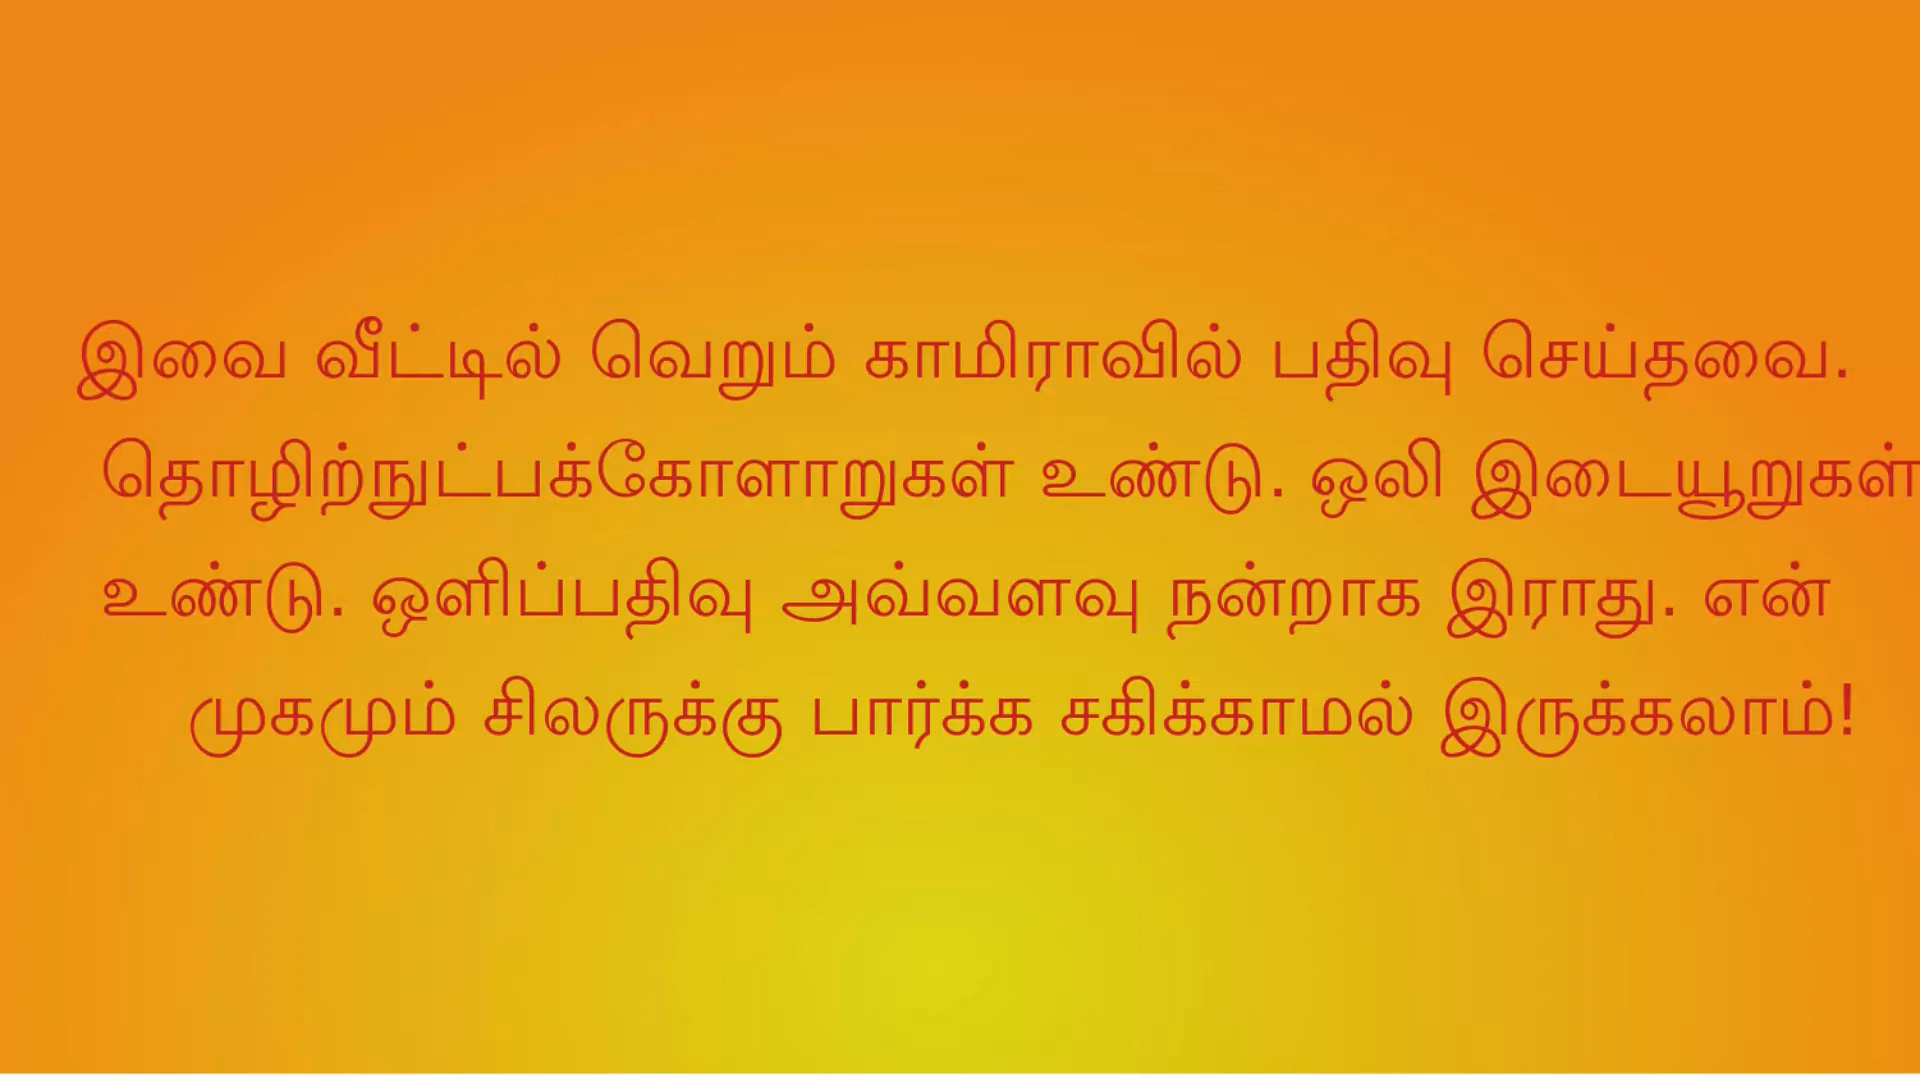 இவை வீட்டில் வெறும் காமிராவில் பதிவு செய்தவை.
தொழிற்நுட்பக்கோளாறுகள் உண்டு. ஒலி இடையூறுகள்
உண்டு. ஒளிப்பதிவு அவ்வளவு நன்றாக இராது. என்
முகமும் சிலருக்கு பார்க்க சகிக்காமல் இருக்கலாம்!